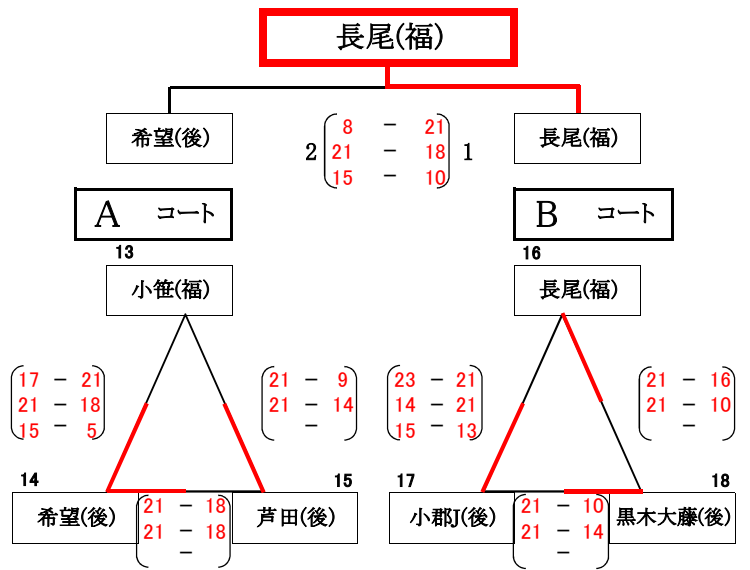 長尾(福)
希望(後)
2
8 - 21
21 - 18
15 - 10
1
長尾(福)
A コート
B コート
13
小笹(福)
16
長尾(福)
17 - 21
21 - 18
15 - 5
21 - 9
21 - 14
-
23 - 21
14 - 21
15 - 13
21 - 16
21 - 10
-
14
希望(後)
21 - 18
21 - 18
-
15
芦田(後)
17
小郡J(後)
21 - 10
21 - 14
-
18
黒木大藤(後)